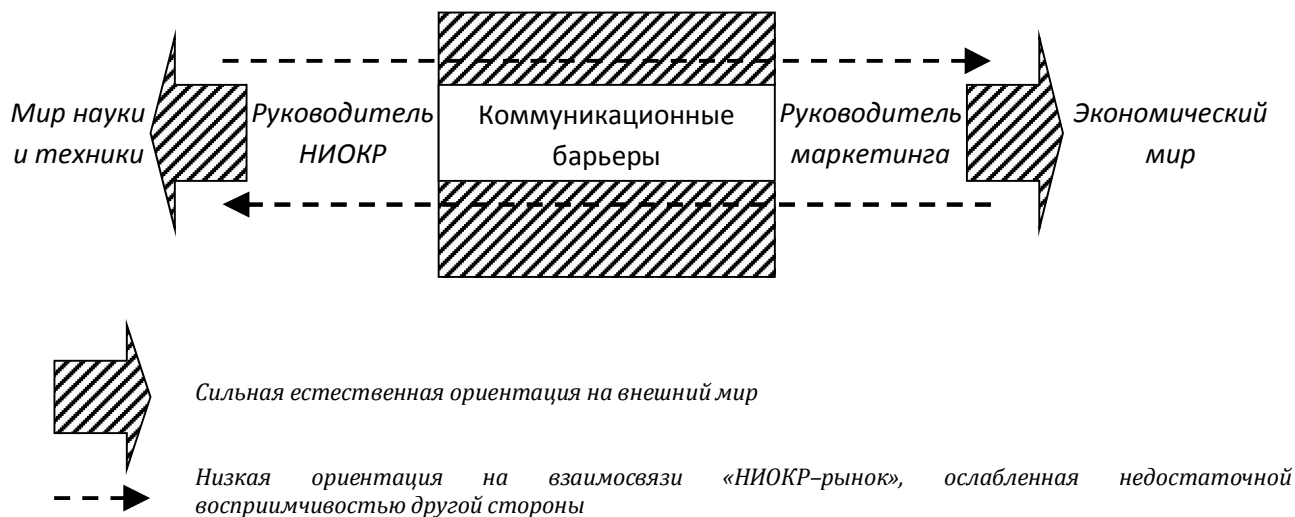 Мир науки
и техники
Руководитель
НИОКР
Коммуникационные
барьеры
Руководитель
маркетинга
Экономический
мир
Сильная естественная ориентация на внешний мир
Низкая ориентация на взаимосвязи «НИОКР–рынок», ослабленная недостаточной
восприимчивостью другой стороны